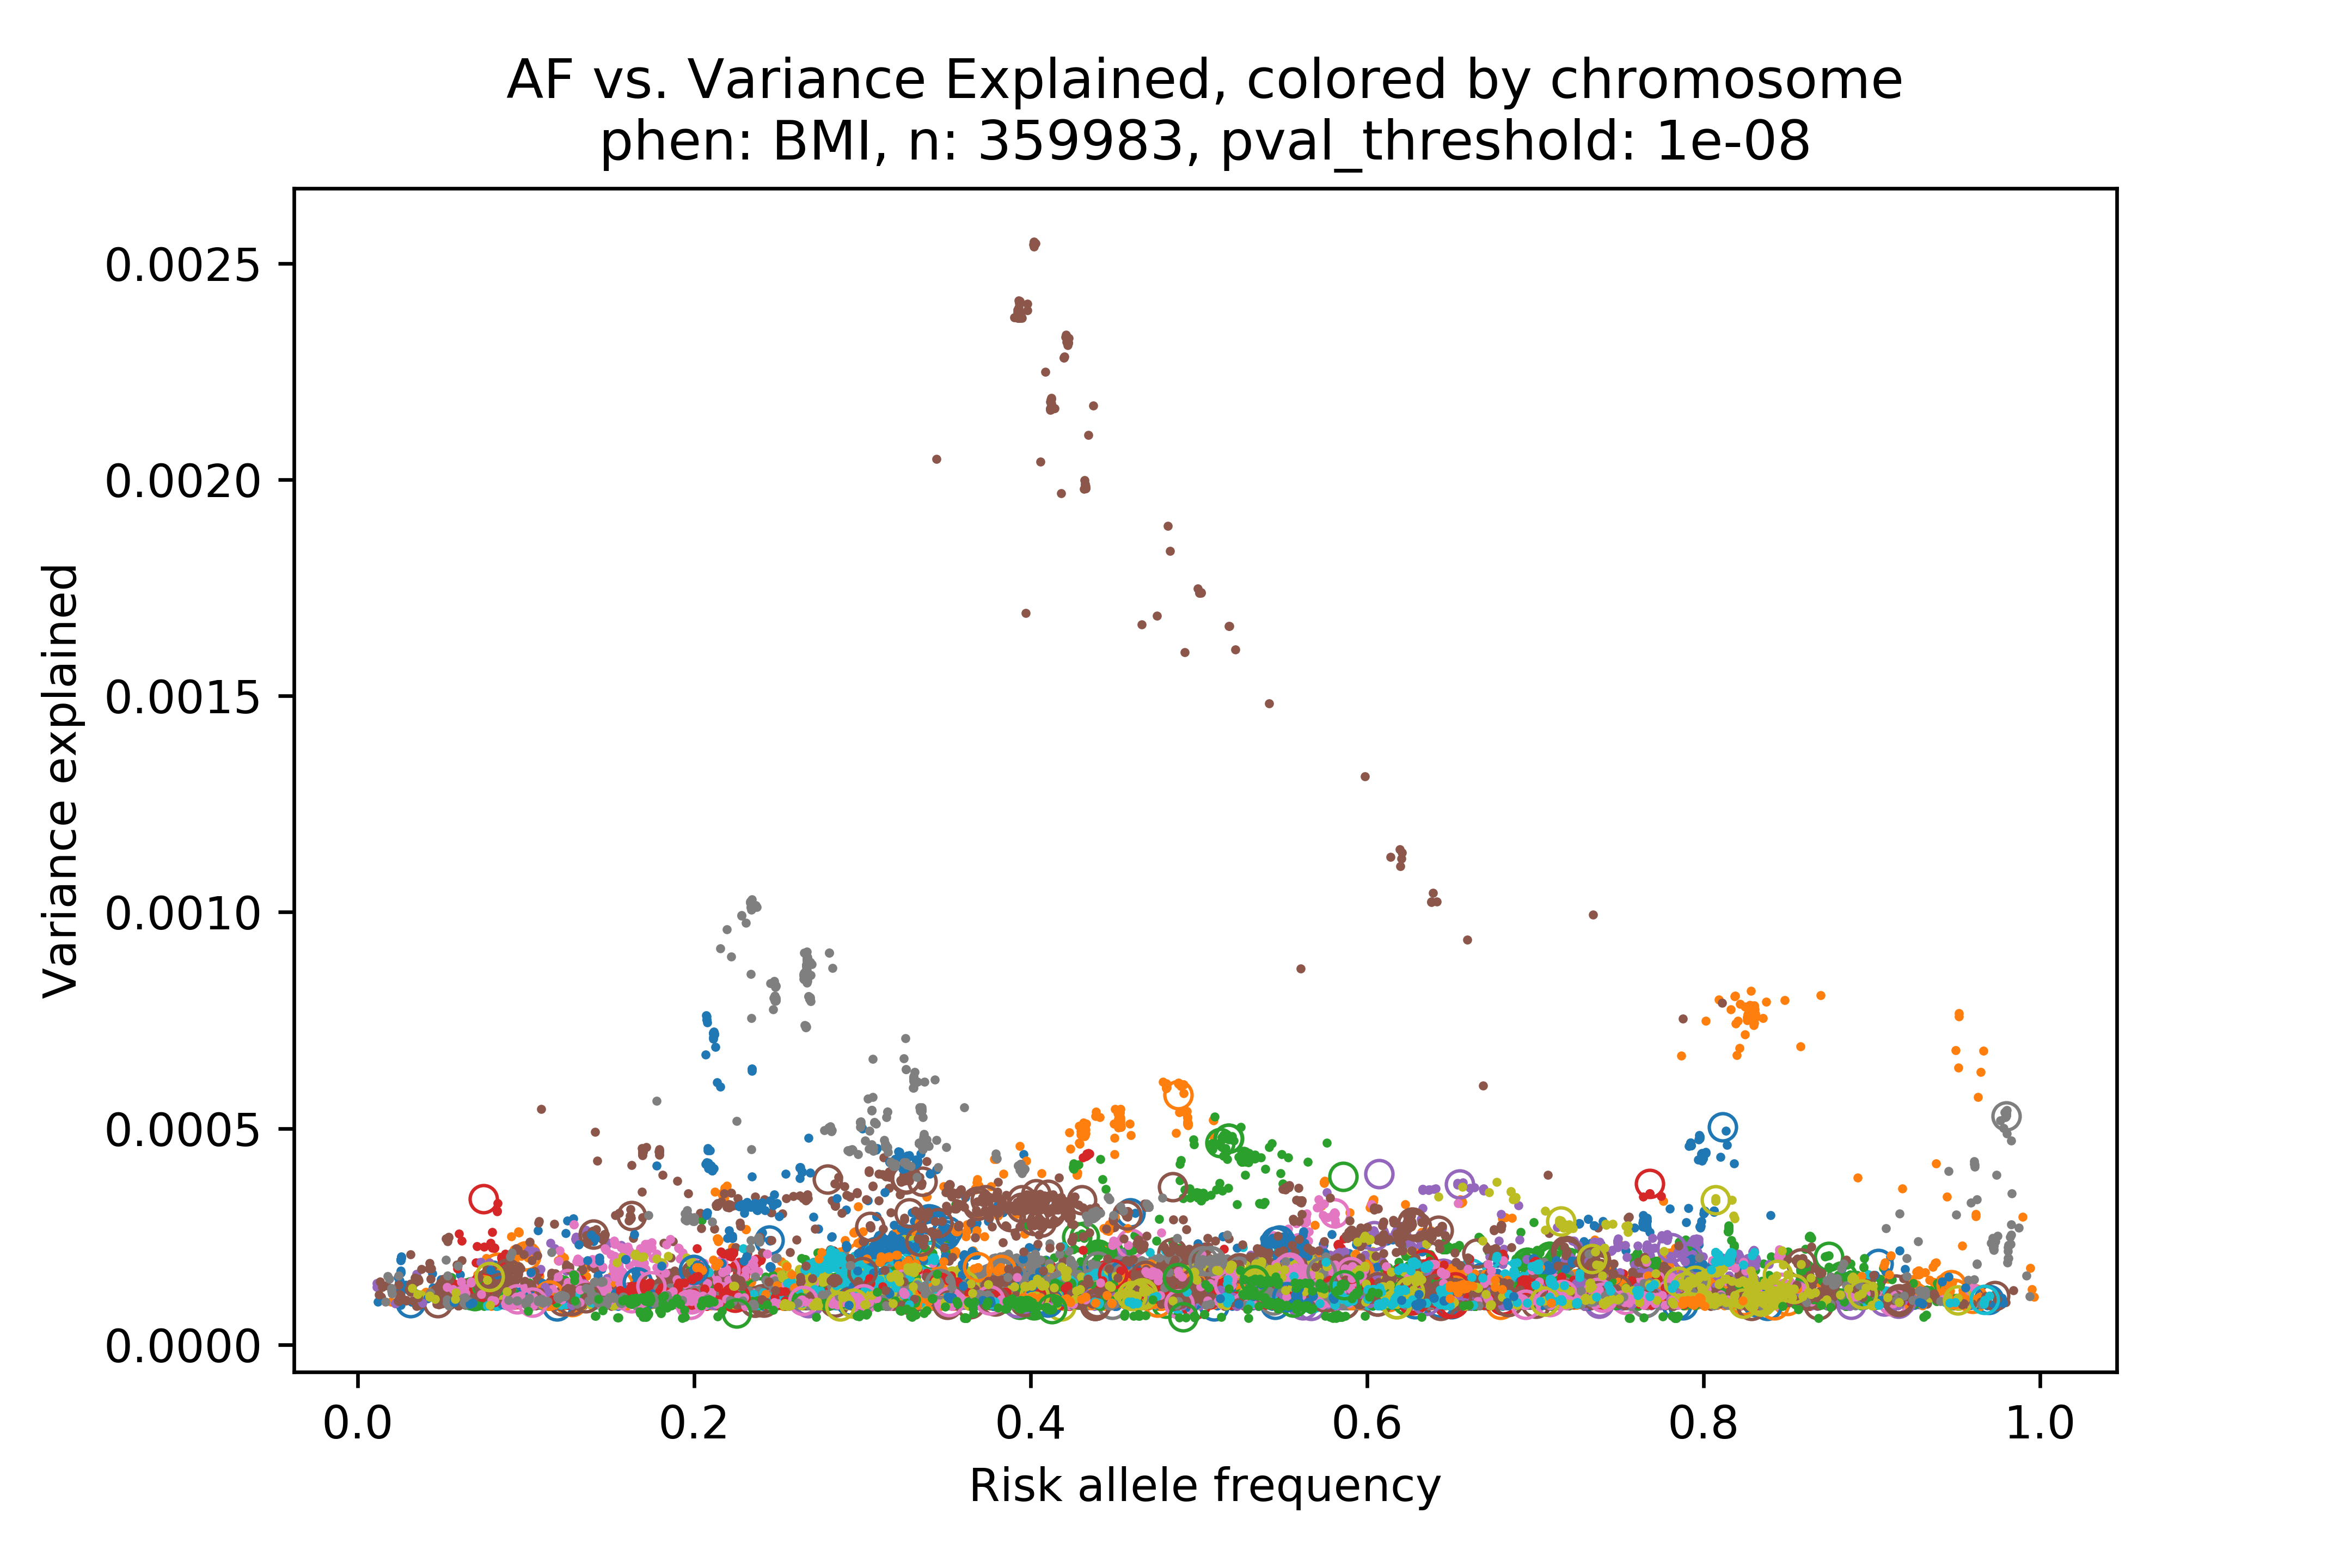 AF vs. Variance Explained, colored by chromosome
phen: BMI, n: 359983, pval_threshold: 1e-08
Variance explained
0.0025
0.0020
0.0015
0.0010
0.0005
0.0000
0.0 0.2 0.4 0.6 0.8 1.0
Risk allele frequency